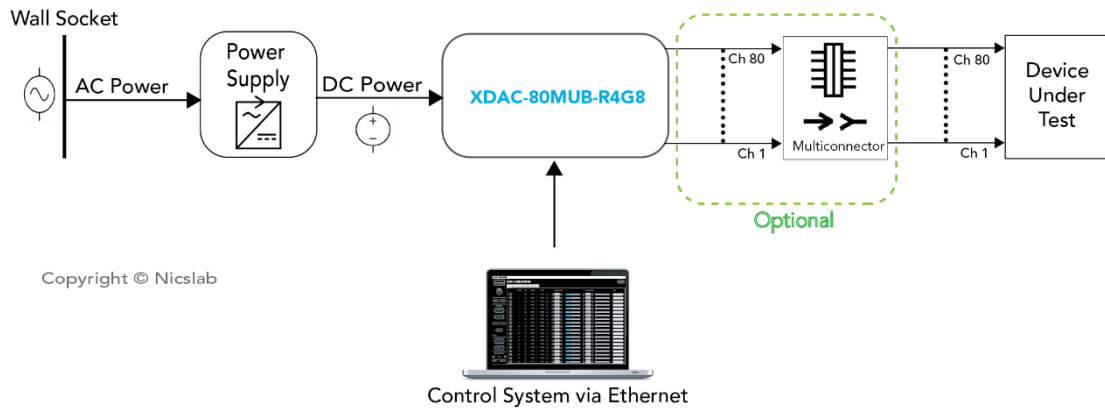 Wall Socket
AC Power
Power
Supply
DC Power
XDAC-80MUB-R4G8
Ch 80
Ch 1
Multiconnector
Optional
Ch 80
Ch 1
Device
Under
Test
Copyright © Nicslab
Control System via Ethernet